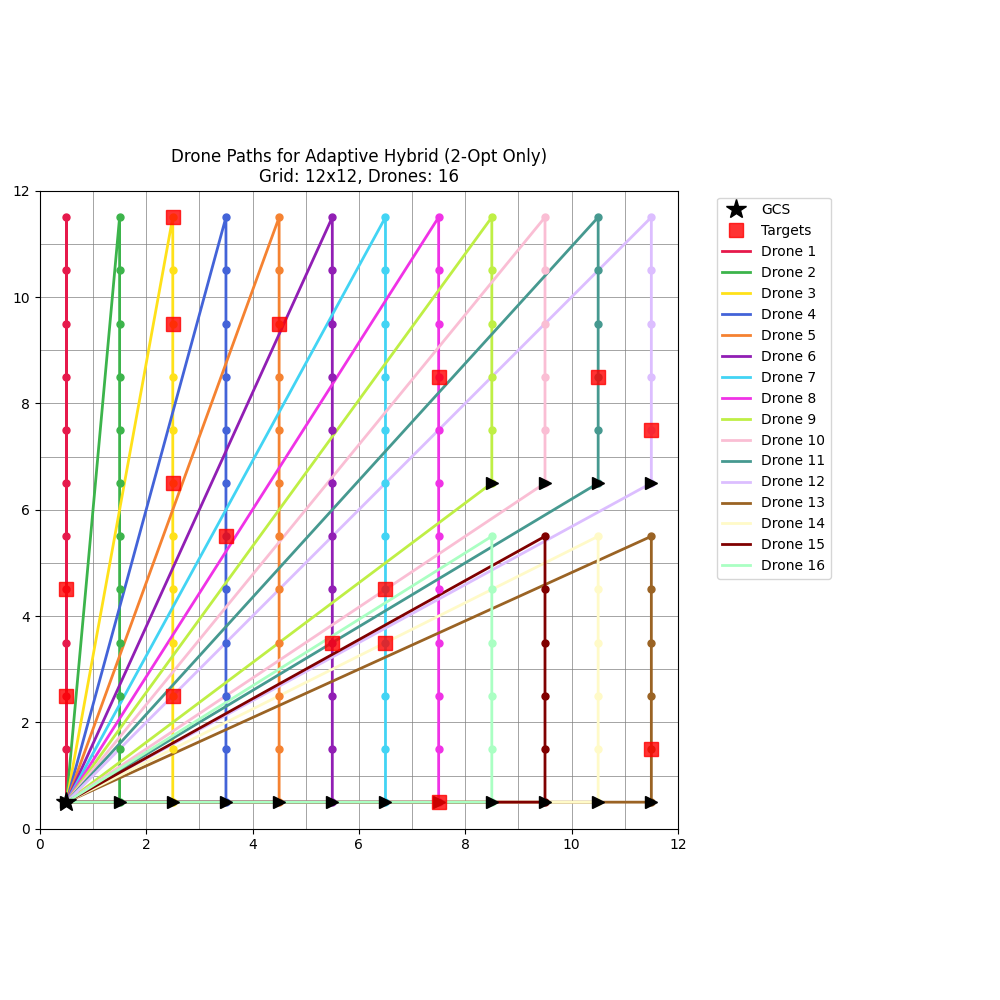 Drone Paths for Adaptive Hybrid (2-Opt Only)
Grid: 12x12, Drones: 16
12
10
8
6
4
2
0
0 2 4 6 8 10 12
GCS
Targets
Drone 1
Drone 2
Drone 3
Drone 4
Drone 5
Drone 6
Drone 7
Drone 8
Drone 9
Drone 10
Drone 11
Drone 12
Drone 13
Drone 14
Drone 15
Drone 16